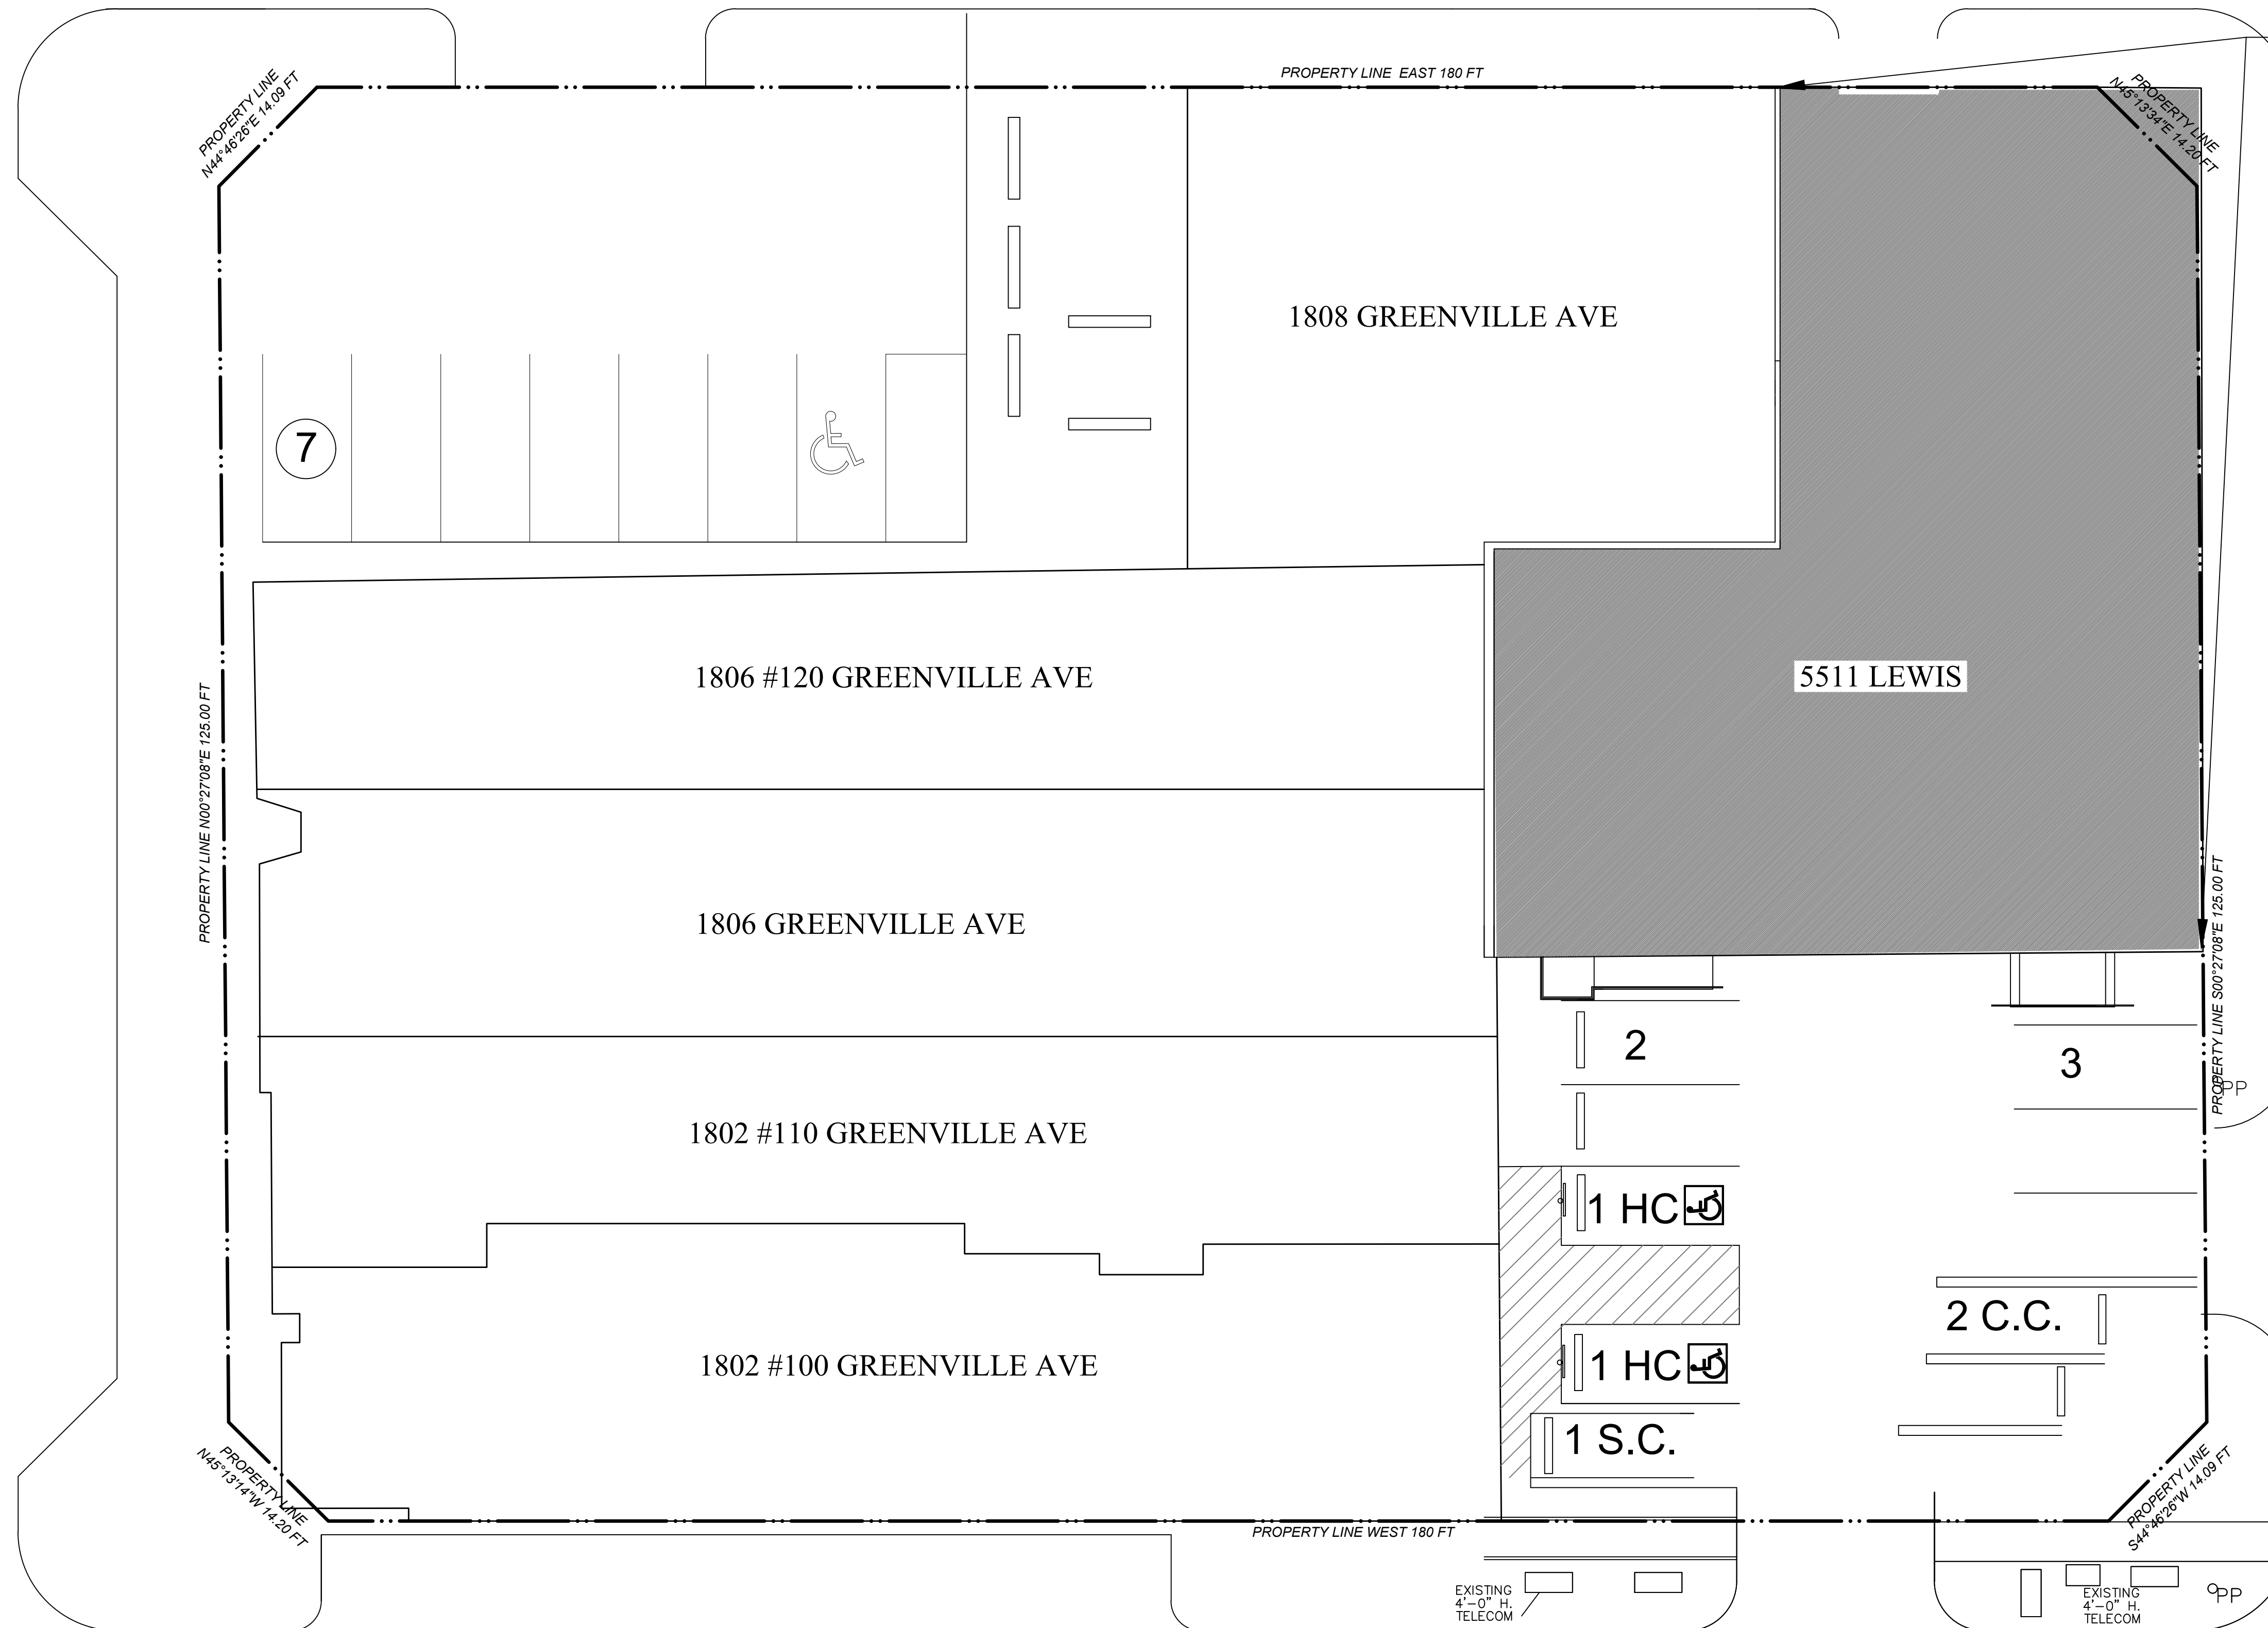 PROPERTY LINE EAST 180 FT
PROPERTY LINE
N44°46'26"E 14.09 FT
PROPERTY LINE
N45°13'34"E 14.20 FT
1808 GREENVILLE AVE
7
1806 #120 GREENVILLE AVE
5511 LEWIS
PROPERTY LINE N00°27'08"E 125.00 FT
1806 GREENVILLE AVE
PROPERTY LINE S00°27'08"E 125.00 FT
2
3
PP
1802 #110 GREENVILLE AVE
1 HC
2 C.C.
1802 #100 GREENVILLE AVE
1 HC
1 S.C.
PROPERTY LINE
N45°13'14"W 14.20 FT
PROPERTY LINE WEST 180 FT
PROPERTY LINE
S44°46'26"W 14.09 FT
EXISTING
4'-0" H.
TELECOM
EXISTING
4'-0" H.
TELECOM
PP